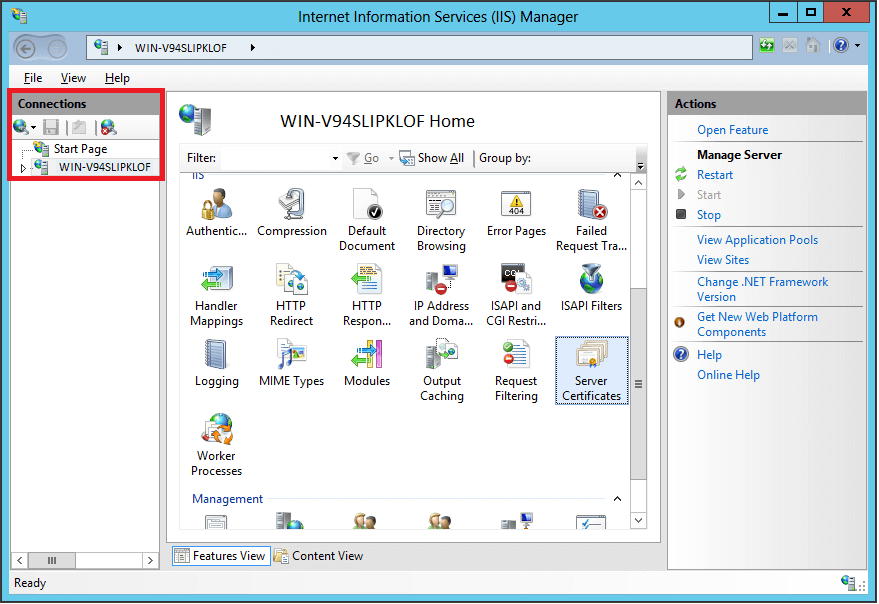 Internet Information Services (IIS) Manager
WIN-V94SLIPKLOF
File View Help
Connections
Start Page
WIN-V94SLIPKLOF
WIN-V94SLIPKLOF Home
Filter: Go Show All Group by:
IIS
Authentic... Compression Default Directory Error Pages Failed
Document Browsing Request Tra...
404
Handler HTTP HTTP IP Address ISAPI and ISAPI Filters
Mappings Redirect Respon... and Doma... CGI Restri...
Logging MIME Types Modules Output Request Server
Caching Filtering Certificates
Worker
Processes
Management
Features View Content View
Actions
Open Feature
Manage Server
Restart
Start
Stop
View Application Pools
View Sites
Change .NET Framework
Version
Get New Web Platform
Components
Help
Online Help
Ready